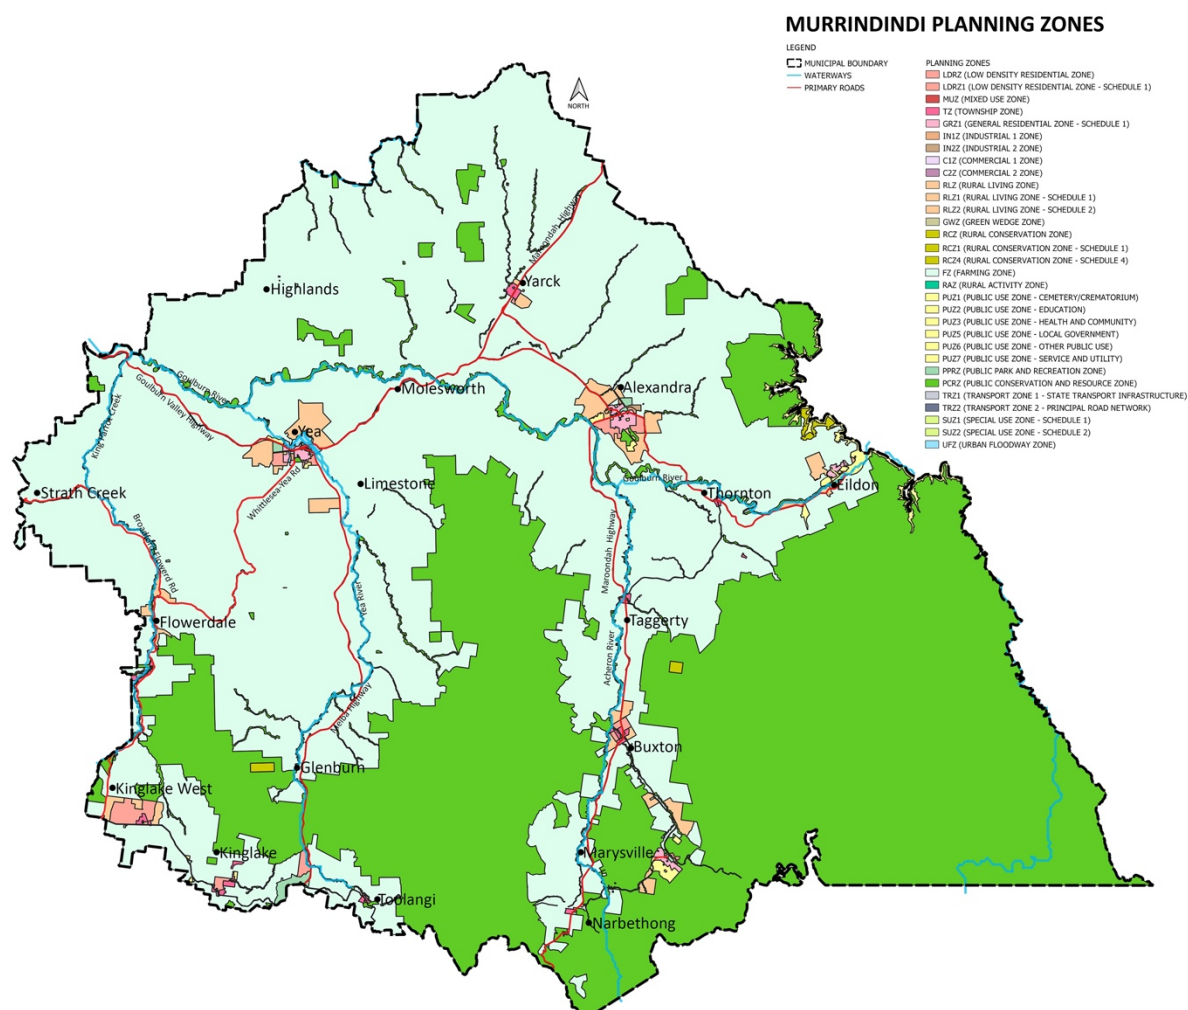 MURRINDINDI PLANNING ZONES
LEGEND
MUNICIPAL BOUNDARY
WATERWAYS
PRIMARY ROADS
PLANNING ZONES
LDRZ (LOW DENSITY RESIDENTIAL ZONE)
LDRZ1 (LOW DENSITY RESIDENTIAL ZONE - SCHEDULE 1)
MUZ (MIXED USE ZONE)
TZ (TOWNSHIP ZONE)
GRZ1 (GENERAL RESIDENTIAL ZONE - SCHEDULE 1)
IN1Z (INDUSTRIAL 1 ZONE)
IN2Z (INDUSTRIAL 2 ZONE)
C1Z (COMMERCIAL 1 ZONE)
C2Z (COMMERCIAL 2 ZONE)
RLZ (RURAL LIVING ZONE)
RLZ1 (RURAL LIVING ZONE - SCHEDULE 1)
RLZ2 (RURAL LIVING ZONE - SCHEDULE 2)
GWZ (GREEN WEDGE ZONE)
RCZ (RURAL CONSERVATION ZONE)
RCZ1 (RURAL CONSERVATION ZONE - SCHEDULE 1)
RCZ4 (RURAL CONSERVATION ZONE - SCHEDULE 4)
FZ (FARMING ZONE)
RAZ (RURAL ACTIVITY ZONE)
PUZ1 (PUBLIC USE ZONE - CEMETERY/CREMATORIUM)
PUZ2 (PUBLIC USE ZONE - EDUCATION)
PUZ3 (PUBLIC USE ZONE - HEALTH AND COMMUNITY)
PUZ5 (PUBLIC USE ZONE - LOCAL GOVERNMENT)
PUZ6 (PUBLIC USE ZONE - OTHER PUBLIC USE)
PUZ7 (PUBLIC USE ZONE - SERVICE AND UTILITY)
PPRZ (PUBLIC PARK AND RECREATION ZONE)
PCRZ (PUBLIC CONSERVATION AND RESOURCE ZONE)
TRZ1 (TRANSPORT ZONE 1 - STATE TRANSPORT INFRASTRUCTURE)
TRZ2 (TRANSPORT ZONE 2 - PRINCIPAL ROAD NETWORK)
SUZ1 (SPECIAL USE ZONE - SCHEDULE 1)
SUZ2 (SPECIAL USE ZONE - SCHEDULE 2)
UFZ (URBAN FLOODWAY ZONE)
NORTH
Maroondah Highway
Yarck
Highlands
Goulburn River
Goulburn Valley Highway
King Parrot Creek
Molesworth
Alexandra
Yea
Whittlesea-Yea Rd
Limestone
Strath Creek
Goulburn River
Thornton
Eildon
Maroondah Highway
Yea River
Flowerdale
Taggerty
Acheron River
Melba Highway
Buxton
Glenburn
Kinglake West
Kinglake
Marysville
Toolangi
Narbethong